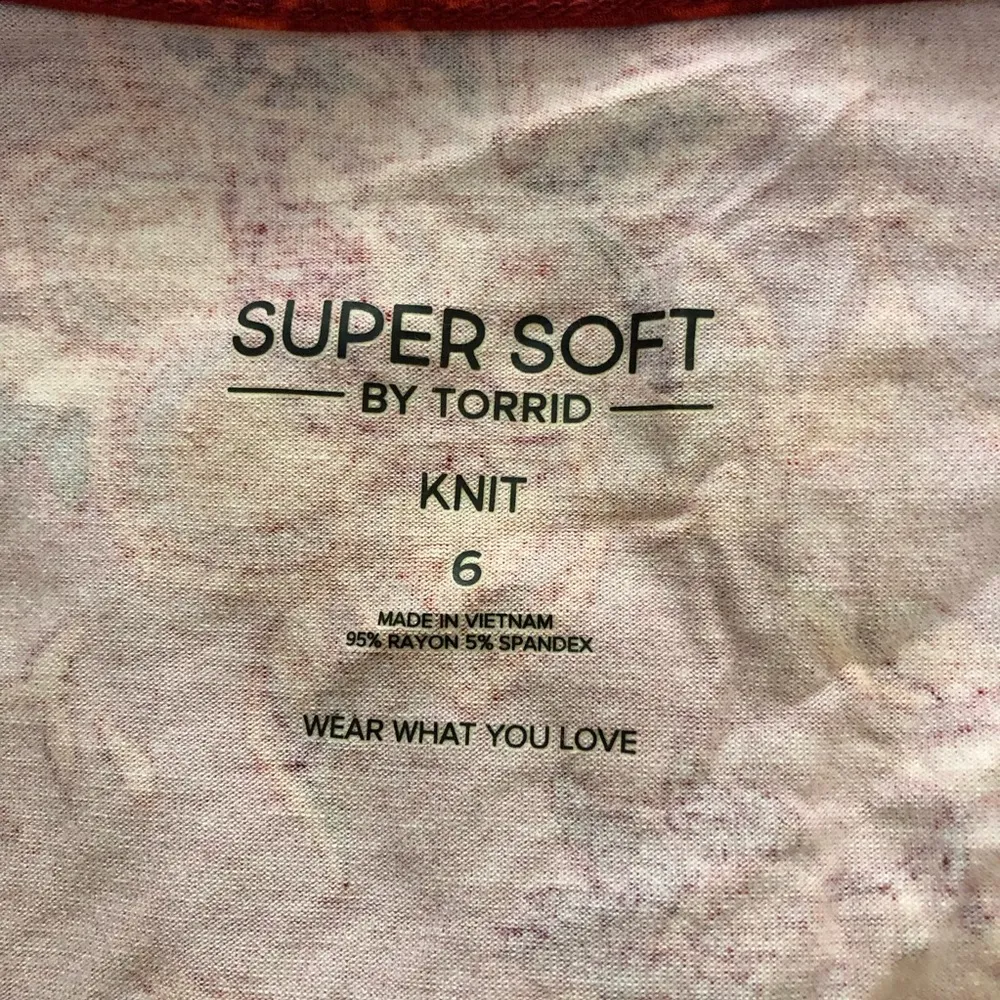 SUPER SOFT
BY TORRID
KNIT
6
MADE IN VIETNAM
95% RAYON 5% SPANDEX
WEAR WHAT YOU LOVE